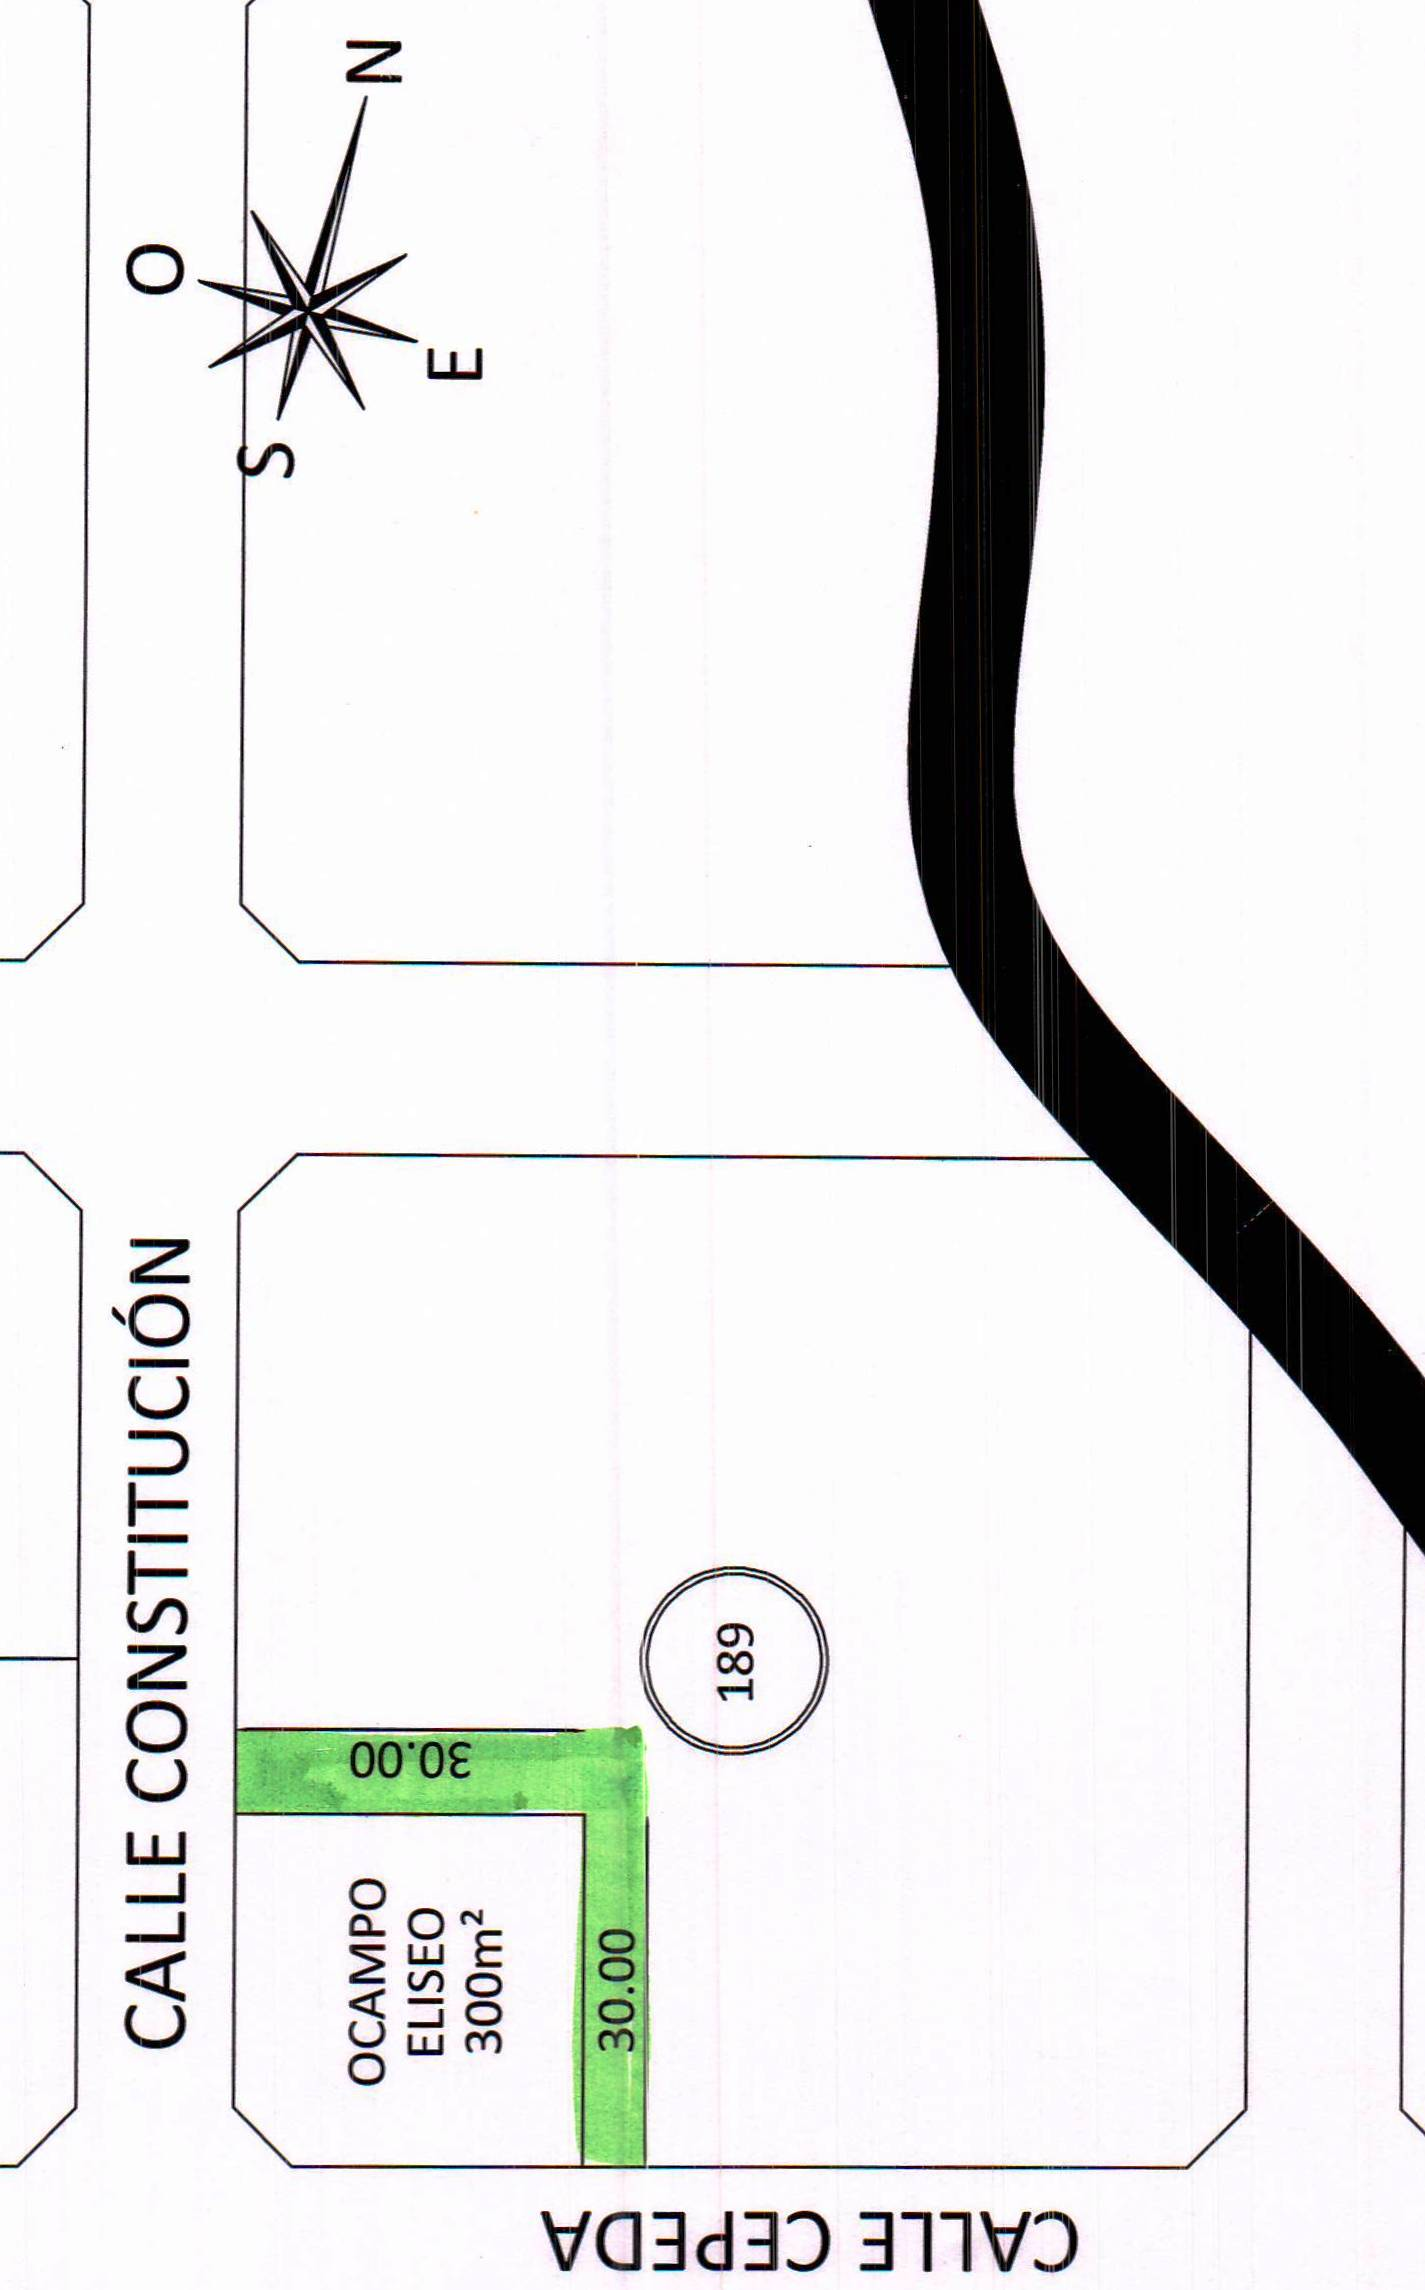 N
O
E
S
CALLE CONSTITUCIÓN
189
30.00
OCAMPO
ELISEO
300m²
30.00
CALLE CEPEDA